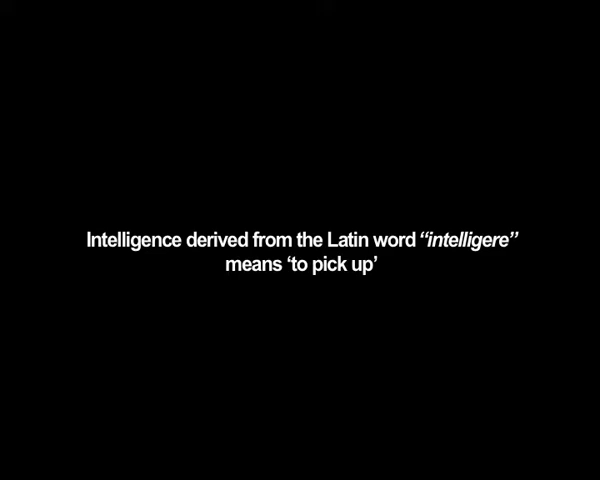 Intelligence derived from the Latin word “intelligere”
means ‘to pick up’